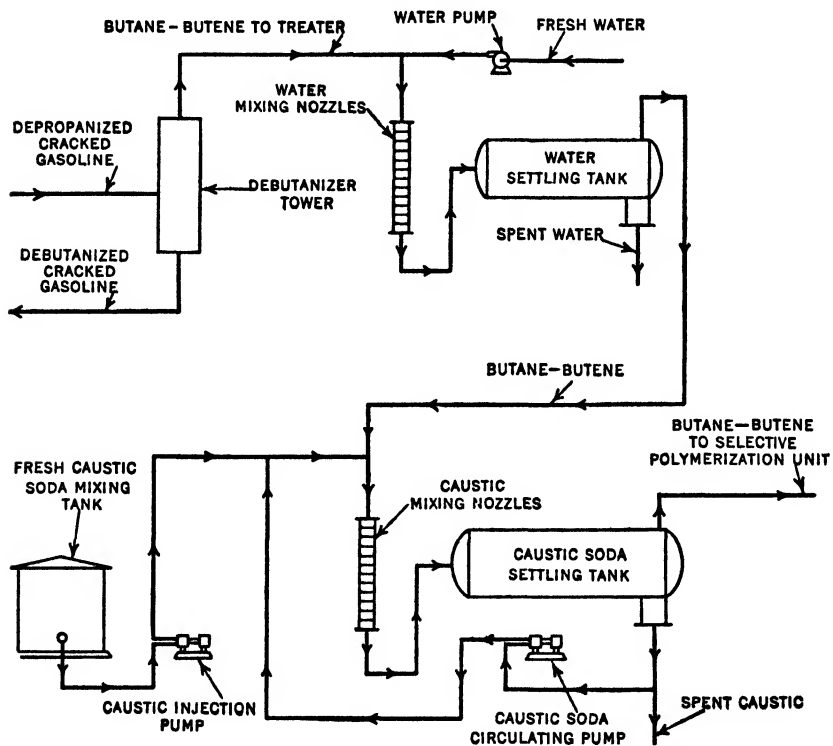 BUTANE-BUTENE TO TREATER
WATER PUMP
FRESH WATER
WATER
MIXING NOZZLES
DEPROPANIZED
CRACKED
GASOLINE
WATER
SETTLING TANK
DEBUTANIZER
TOWER
SPENT WATER
DEBUTANIZED
CRACKED
GASOLINE
BUTANE-BUTENE
BUTANE-BUTENE
TO SELECTIVE
POLYMERIZATION UNIT
FRESH CAUSTIC
SODA MIXING
TANK
CAUSTIC
MIXING NOZZLES
CAUSTIC SODA
SETTLING TANK
CAUSTIC INJECTION
PUMP
CAUSTIC SODA
CIRCULATING PUMP
SPENT CAUSTIC